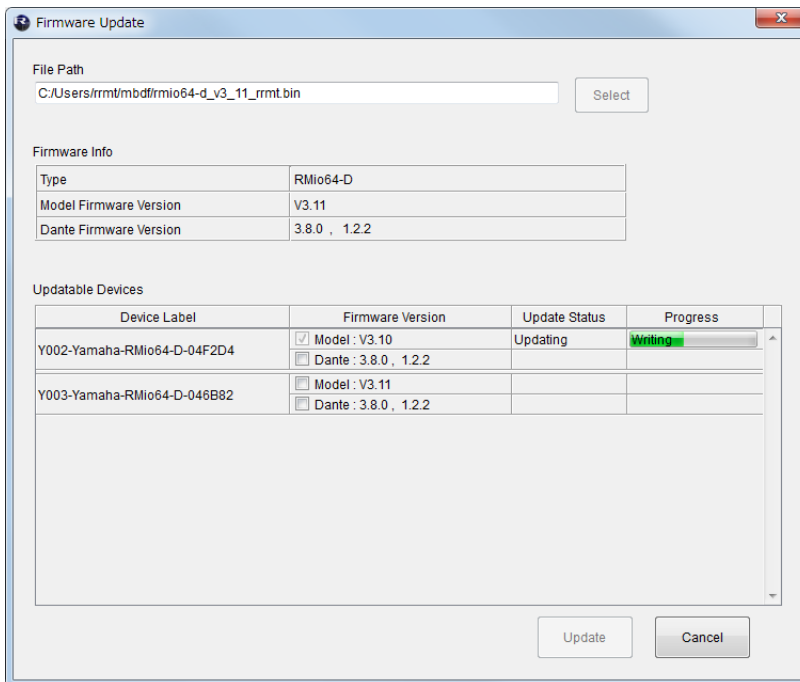 Firmware Update
File Path
C:/Users/rrmt/mbdf/rmio64-d_v3_11_rrmt.bin Select
Firmware Info
Type RMio64-D
Model Firmware Version V3.11
Dante Firmware Version 3.8.0 , 1.2.2
Updatable Devices
Device Label Firmware Version Update Status Progress
Y002-Yamaha-RMio64-D-04F2D4 Model : V3.10 Updating Writing
Dante : 3.8.0 , 1.2.2
Y003-Yamaha-RMio64-D-046B82 Model : V3.11
Dante : 3.8.0 , 1.2.2
Update Cancel